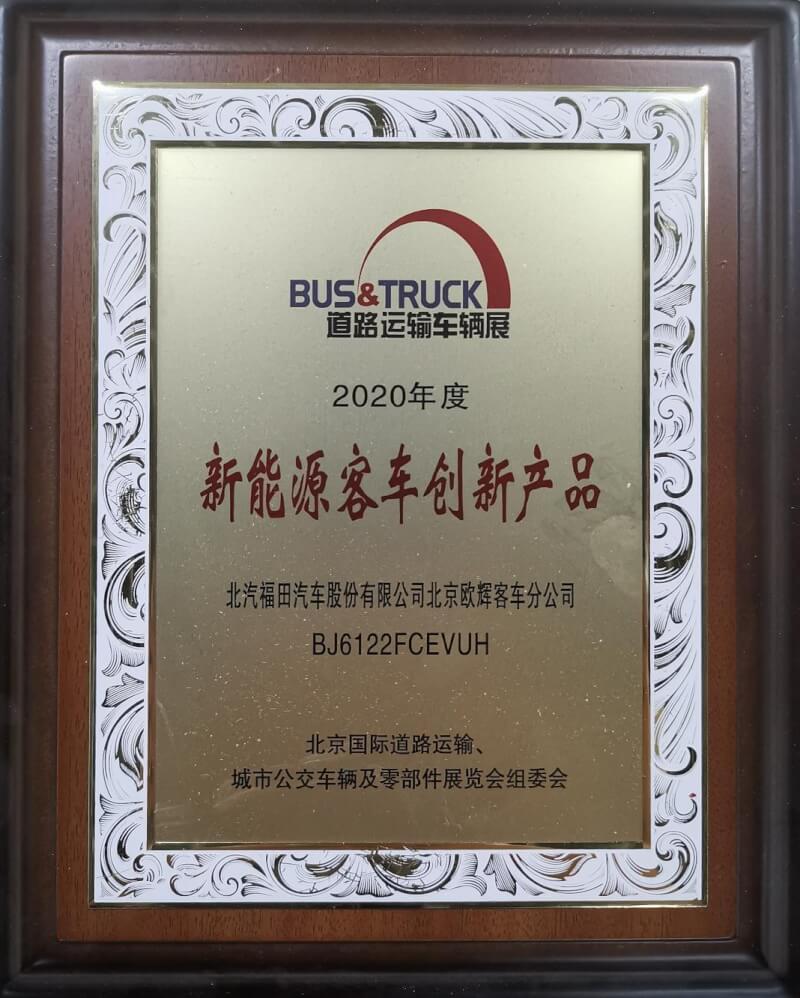 BUS&TRUCK
道路运输车辆展
2020年度
新能源客车创新产品
北汽福田汽车股份有限公司北京欧辉客车分公司
BJ6122FCEVUH
北京国际道路运输、
城市公交车辆及零部件展览会组委会